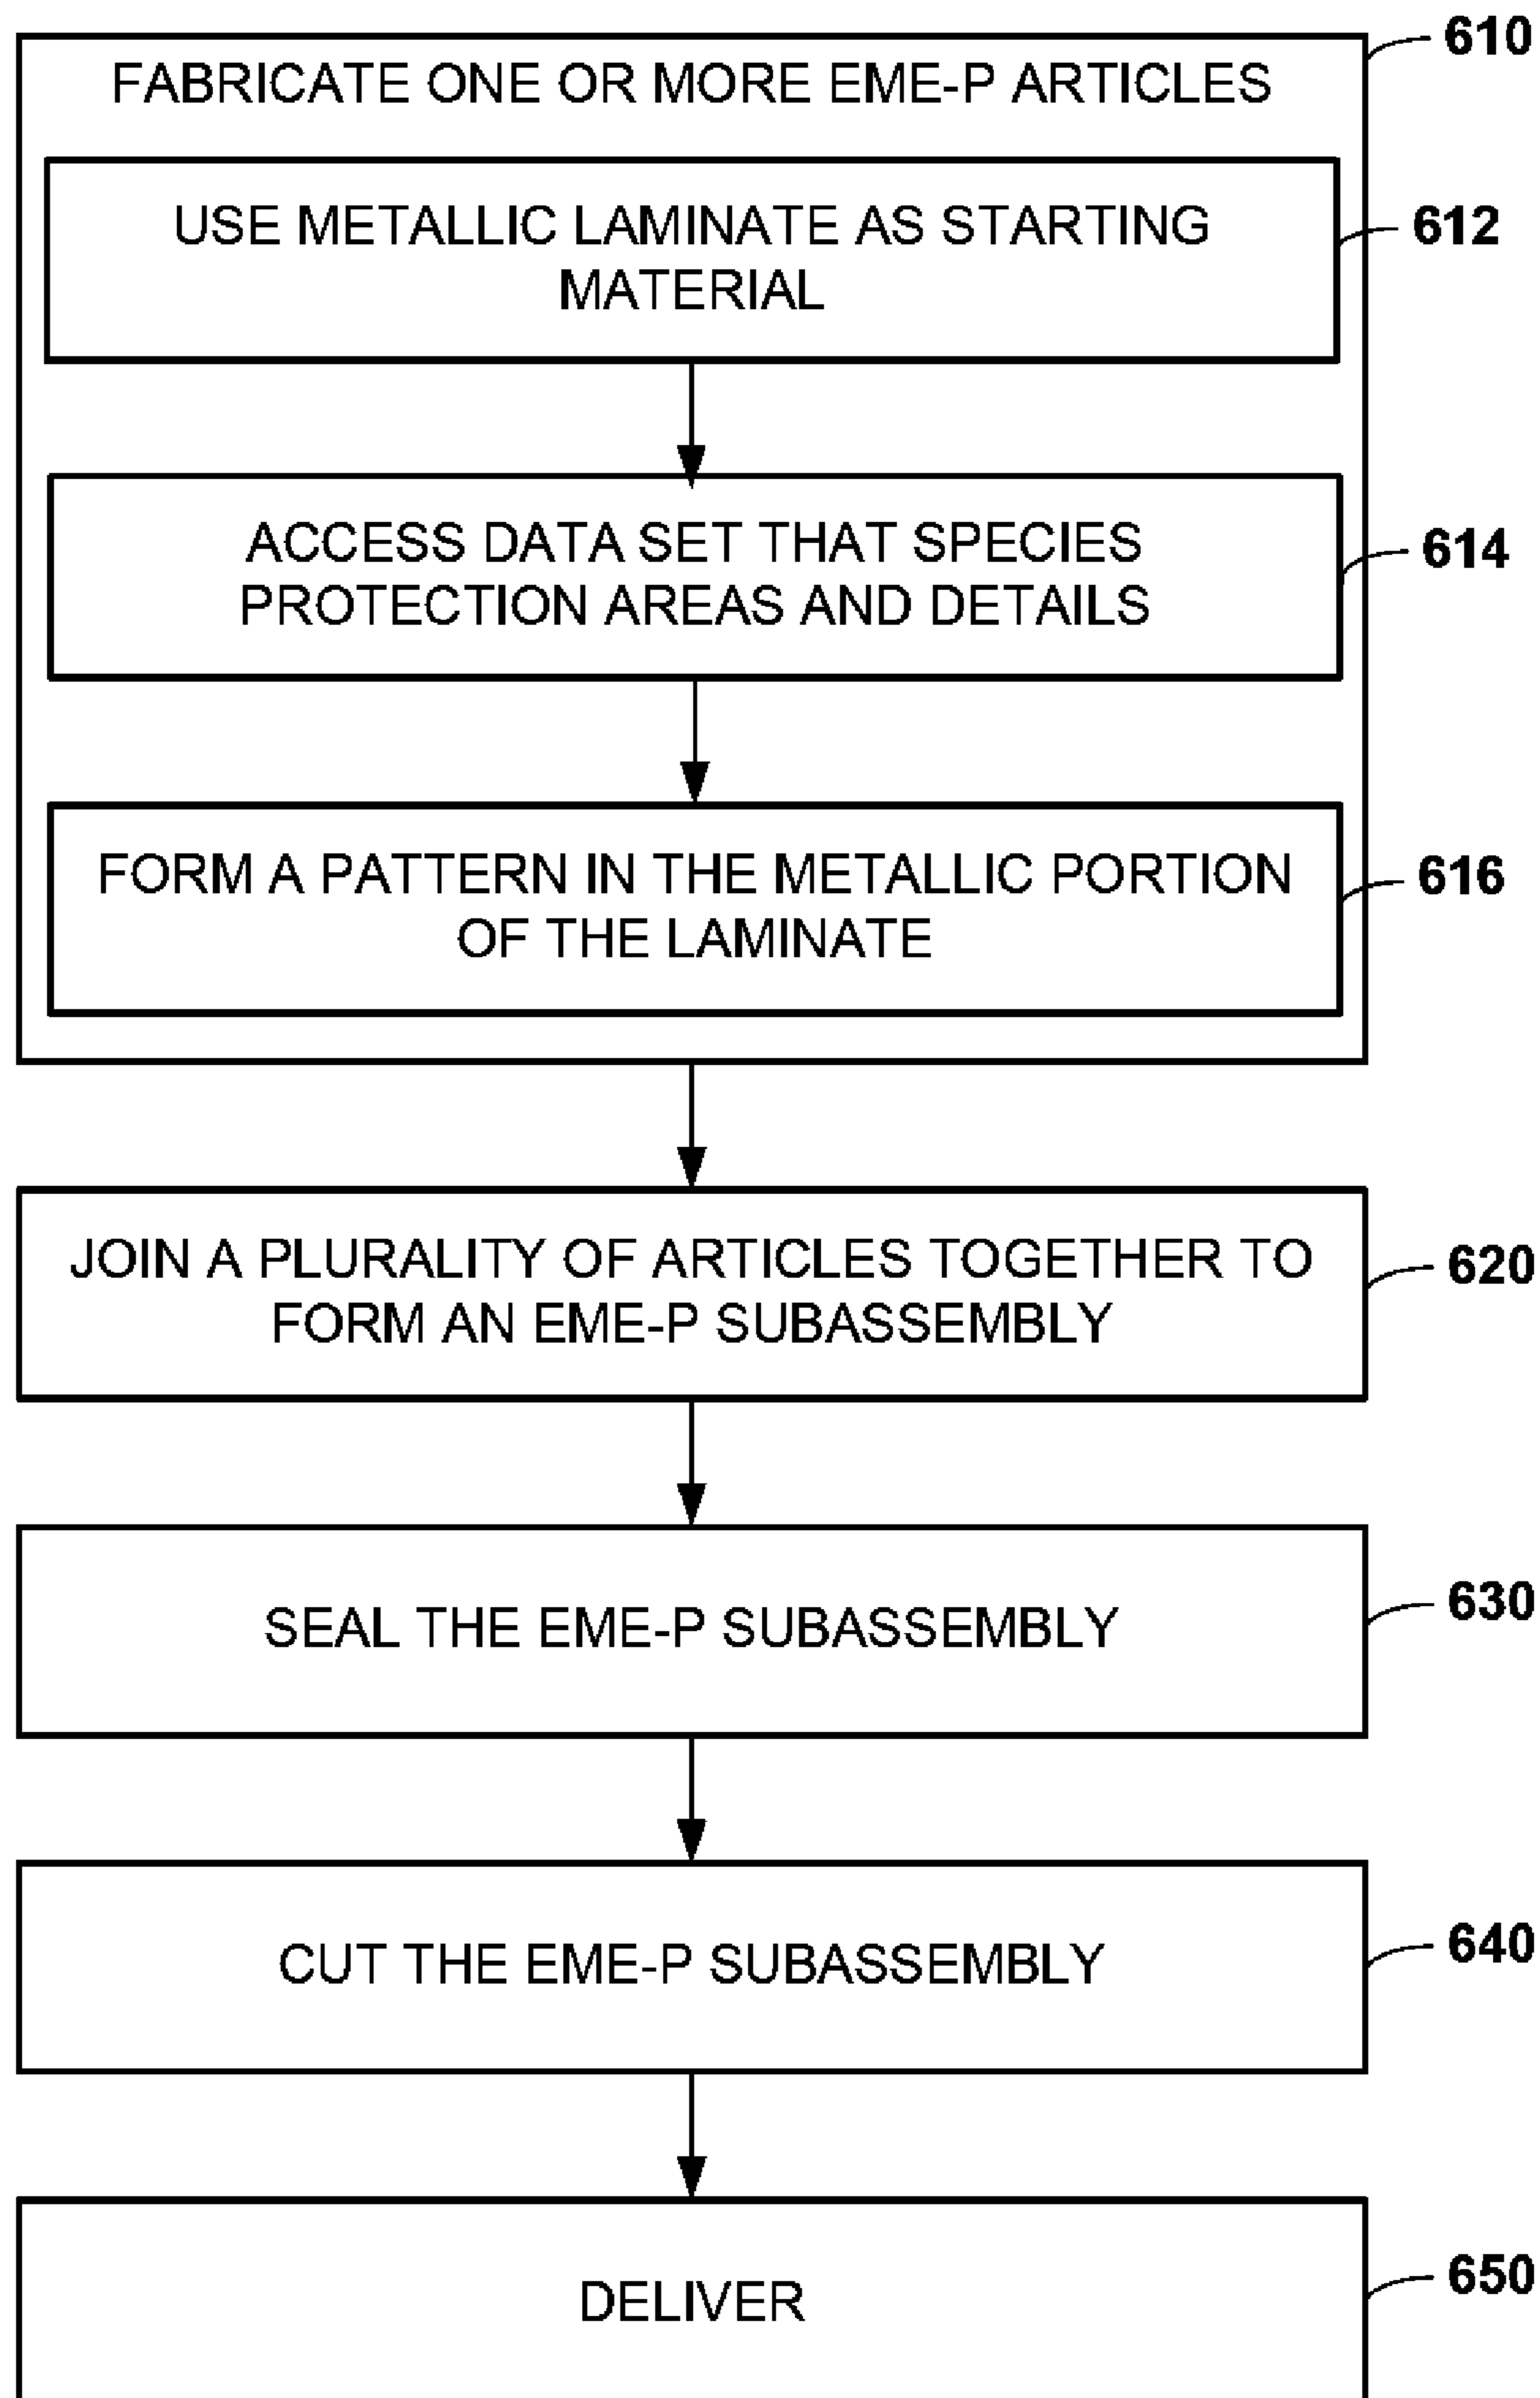 610
FABRICATE ONE OR MORE EME-P ARTICLES
USE METALLIC LAMINATE AS STARTING
MATERIAL
612
ACCESS DATA SET THAT SPECIES
PROTECTION AREAS AND DETAILS
614
FORM A PATTERN IN THE METALLIC PORTION
OF THE LAMINATE
616
JOIN A PLURALITY OF ARTICLES TOGETHER TO
FORM AN EME-P SUBASSEMBLY
620
SEAL THE EME-P SUBASSEMBLY
630
CUT THE EME-P SUBASSEMBLY
640
DELIVER
650